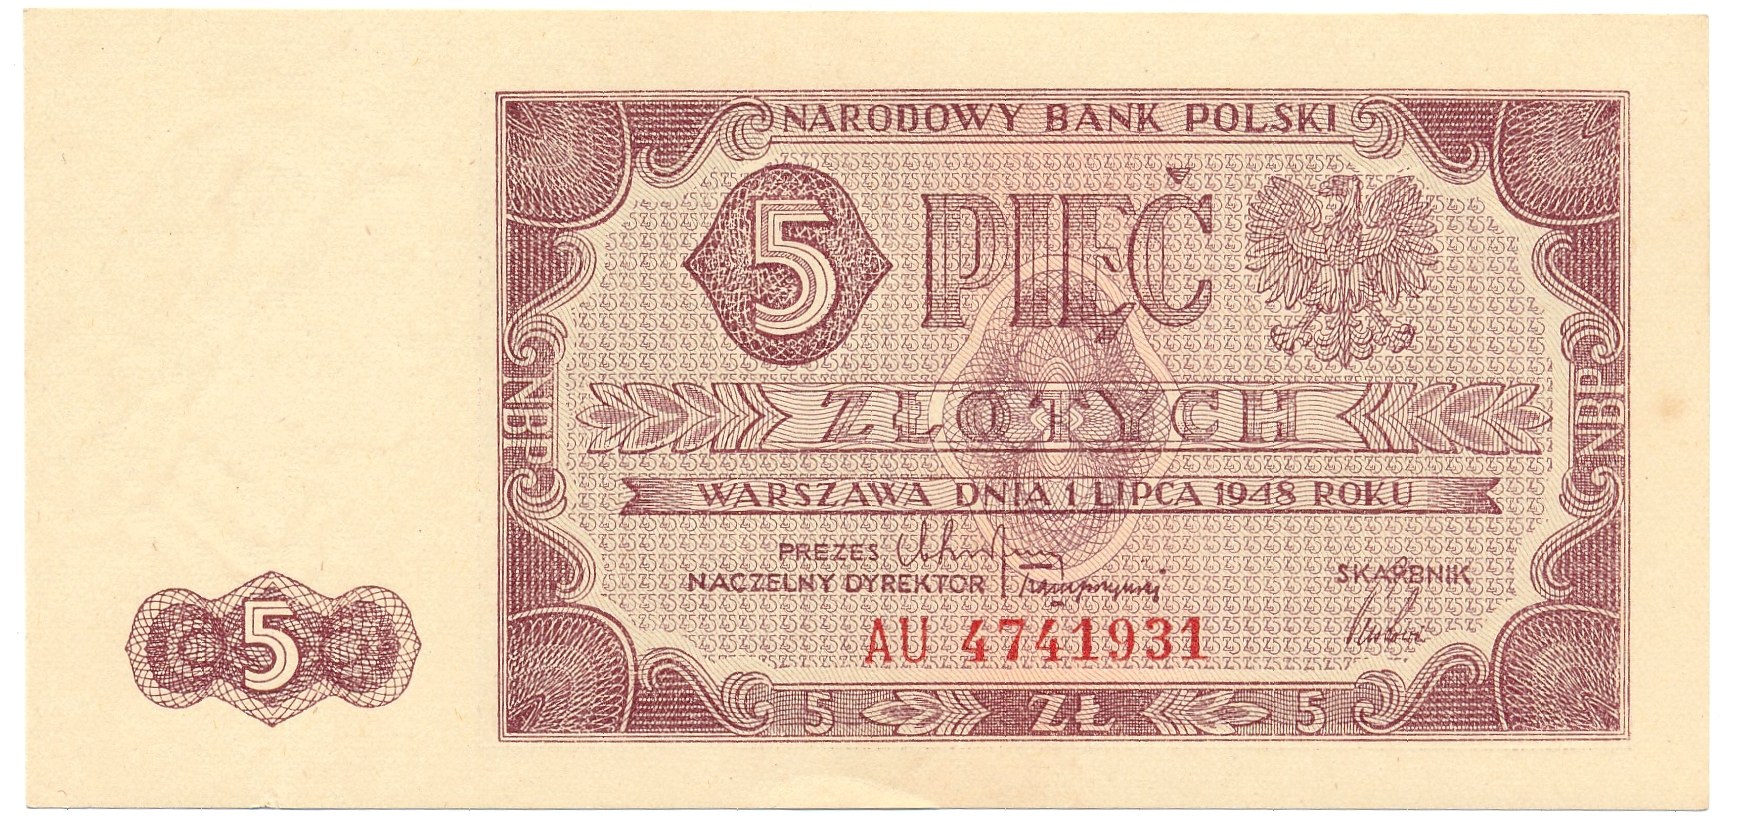 NARODOWY BANK POLSKI
5 PIĘĆ
ZŁOTYCH
NBP
NBP
WARSZAWA DNIA 1 LIPCA 1948 ROKU
PREZES
NACZELNY DYREKTOR
SKARBNIK
AU 4741931
5 ZŁ 5
5